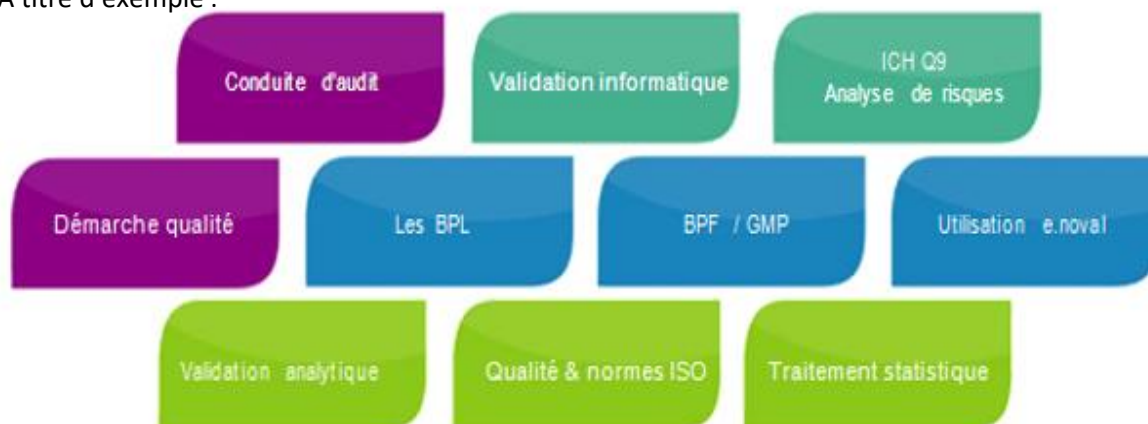 A titre d'exemple :
Conduite d'audit
Validation informatique
ICH Q9
Analyse de risques
Démarche qualité
Les BPL
BPF / GMP
Utilisation e.noval
Validation analytique
Qualité & normes ISO
Traitement statistique